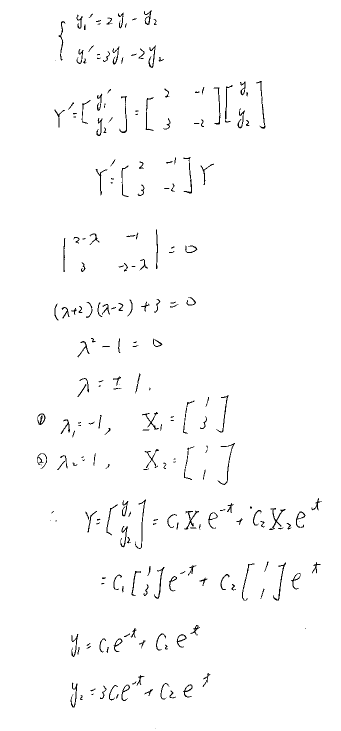 { y₁' = 2y₁ - y₂
y₂' = 3y₁ - 2y₂
Y' = [y₁' y₂'] = [2 -1 3 -2][y₁ y₂]
Y' = [2 -1 3 -2]Y
|2-λ -1 3 -2-λ| = 0
(λ+2)(λ-2) + 3 = 0
λ² - 1 = 0
λ = ± 1.
① λ₁ = -1, X₁ = [1 3]
② λ₂ = 1, X₂ = [1 1]
∴ Y = [y₁ y₂] = C₁X₁e^-t + C₂X₂e^t
= C₁[1 3]e^-t + C₂[1 1]e^t
y₁ = C₁e^-t + C₂e^t
y₂ = 3C₁e^-t + C₂e^t